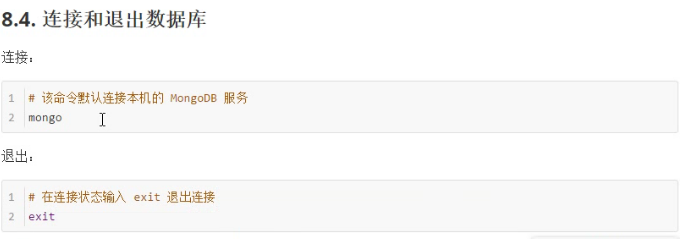 8.4. 连接和退出数据库
连接：
1 # 该命令默认连接本机的 MongoDB 服务
2 mongo
退出：
1 # 在连接状态输入 exit 退出连接
2 exit